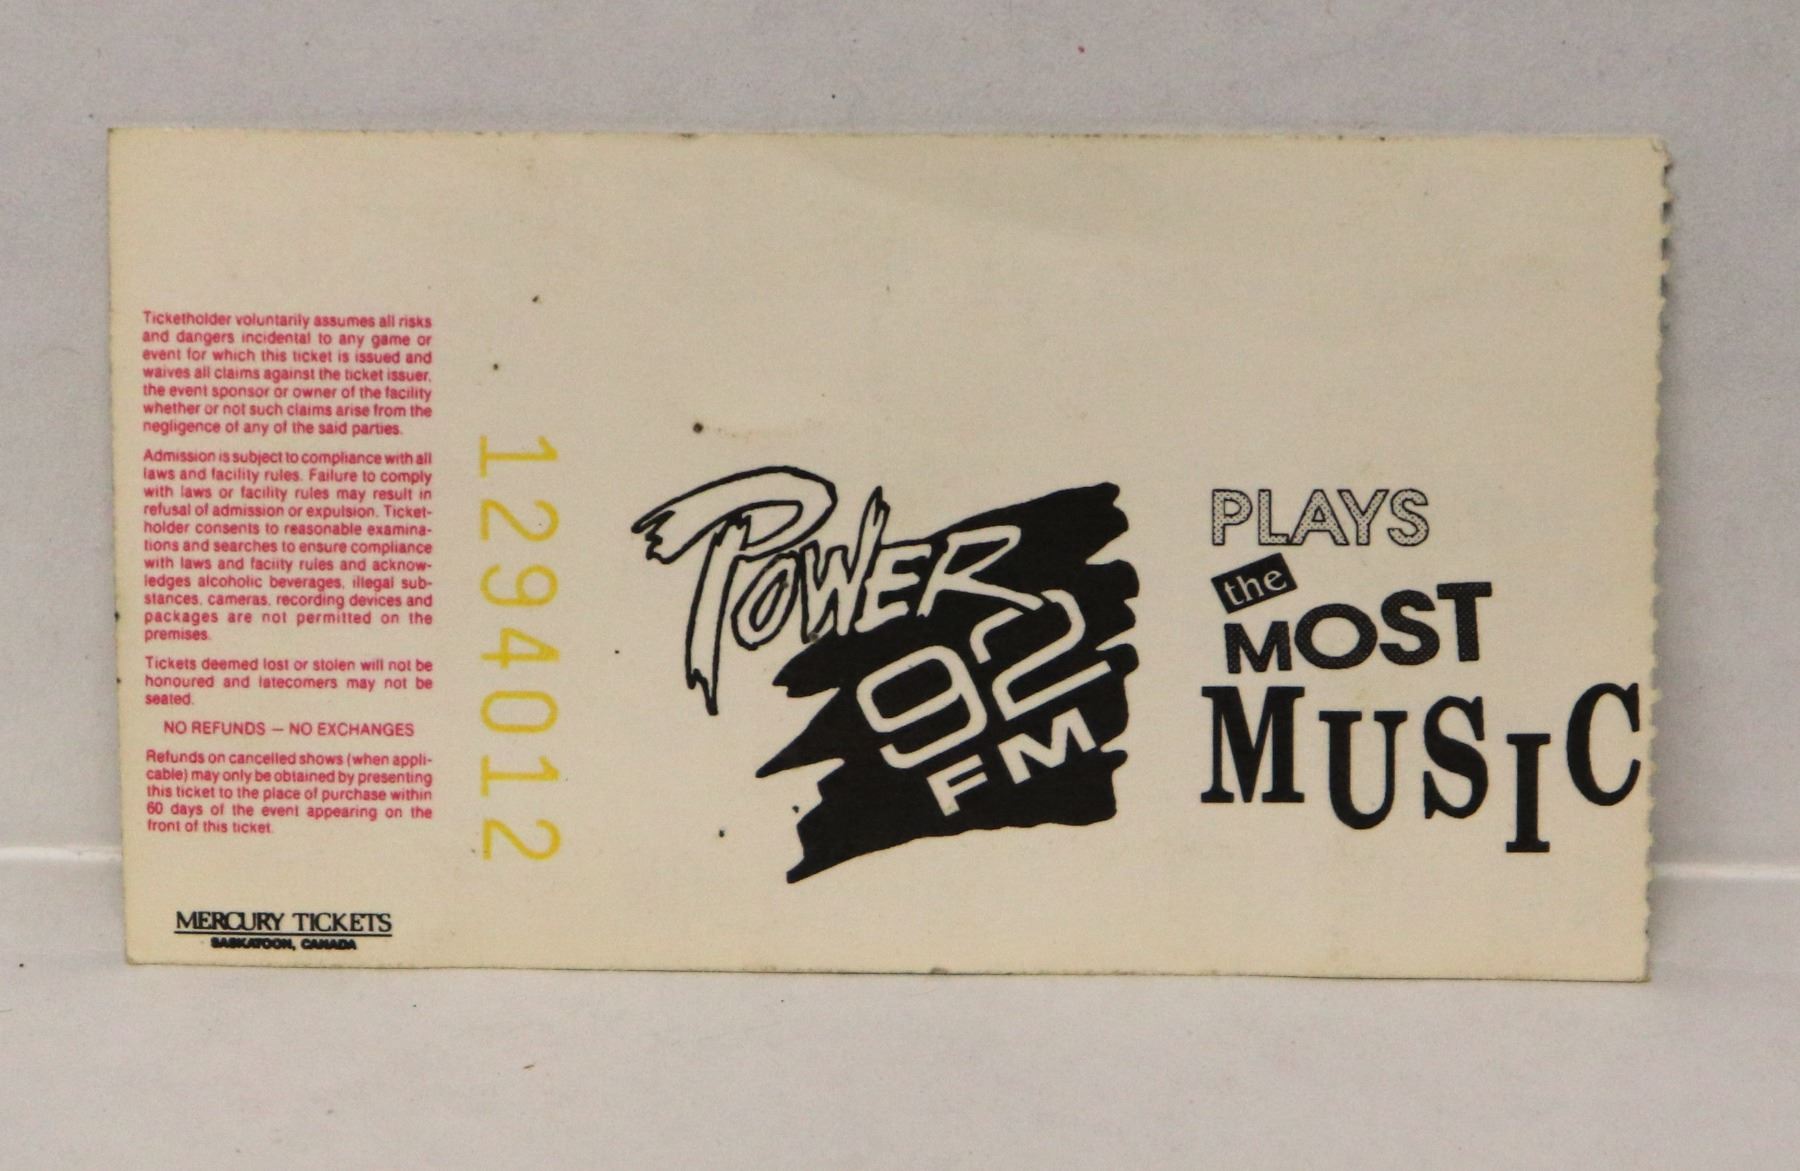 Ticketholder voluntarily assumes all risks
and dangers incidental to any game or
event for which this ticket is issued and
waives all claims against the ticket issuer,
the event sponsor or owner of the facility
whether or not such claims arise from the
negligence of any of the said parties.
Admission is subject to compliance with all
laws and facility rules. Failure to comply
with laws or facility rules may result in
refusal of admission or expulsion. Ticket-
holder consents to reasonable examina-
tions and searches to ensure compliance
with laws and faciity rules and acknow-
ledges alcoholic beverages, illegal sub-
stances, cameras, recording devices and
packages are not permitted on the
premises.
Tickets deemed lost or stolen will not be
honoured and latecomers may not be
seated.
NO REFUNDS — NO EXCHANGES
Refunds on cancelled shows (when appli-
cable) may only be obtained by presenting
this ticket to the place of purchase within
60 days of the event appearing on the
front of this ticket.
MERCURY TICKETS
SASKATOON, CANADA
1294012
POWER
92
FM
PLAYS
the
MOST
MUSIC